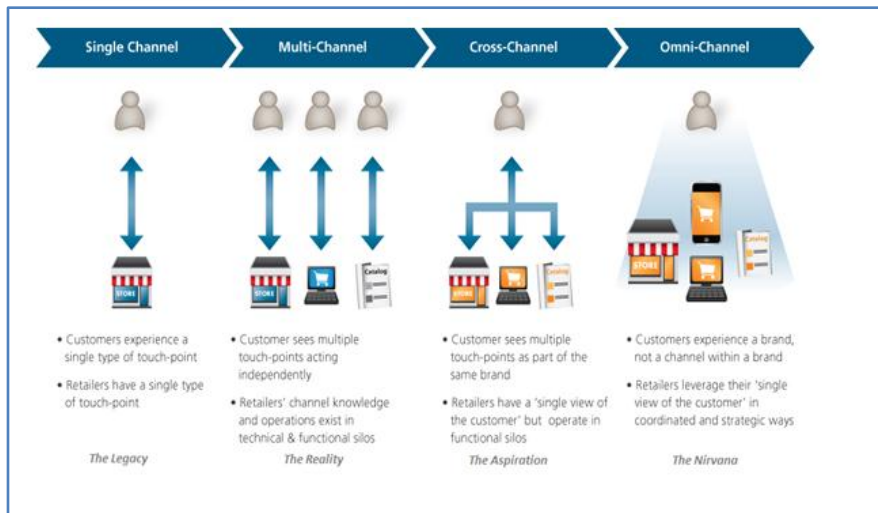 Single Channel
Multi-Channel
Cross-Channel
Omni-Channel
STORE
STORE
Catalog
STORE
Catalog
STORE
Catalog
• Customers experience a
single type of touch-point
• Retailers have a single type
of touch-point
The Legacy
• Customer sees multiple
touch-points acting
independently
• Retailers' channel knowledge
and operations exist in
technical & functional silos
The Reality
• Customer sees multiple
touch-points as part of the
same brand
• Retailers have a 'single view of
the customer' but operate in
functional silos
The Aspiration
• Customers experience a brand,
not a channel within a brand
• Retailers leverage their 'single
view of the customer' in
coordinated and strategic ways
The Nirvana